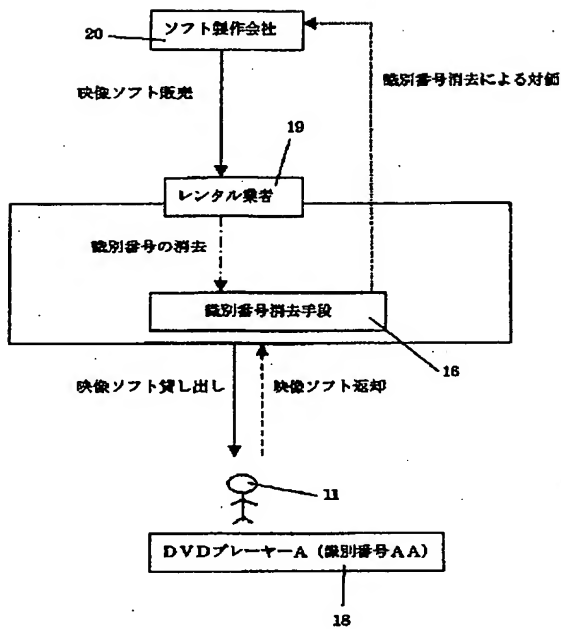 20
ソフト製作会社
映像ソフト販売
識別番号消去による対価
19
レンタル業者
識別番号の消去
識別番号消去手段
16
映像ソフト貸し出し
映像ソフト返却
11
DVDプレーヤーA（識別番号AA）
18